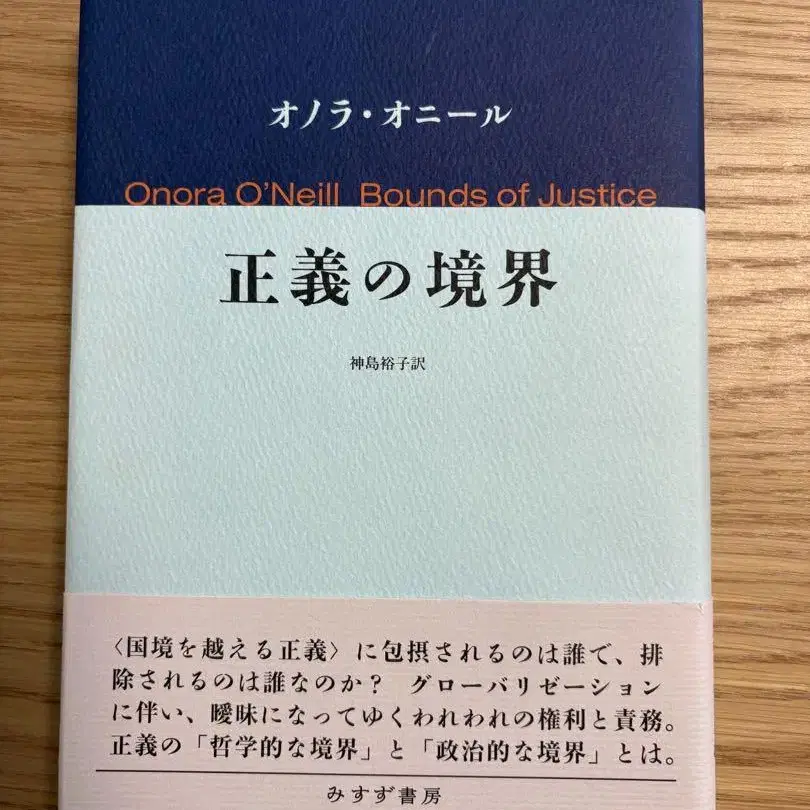 オノラ・オニール
Onora O'Neill Bounds of Justice
正義の境界
神島裕子訳
〈国境を越える正義〉に包摂されるのは誰で、排
除されるのは誰なのか？ グローバリゼーション
に伴い、曖昧になってゆくわれわれの権利と責務。
正義の「哲学的な境界」と「政治的な境界」とは。
みすず書房